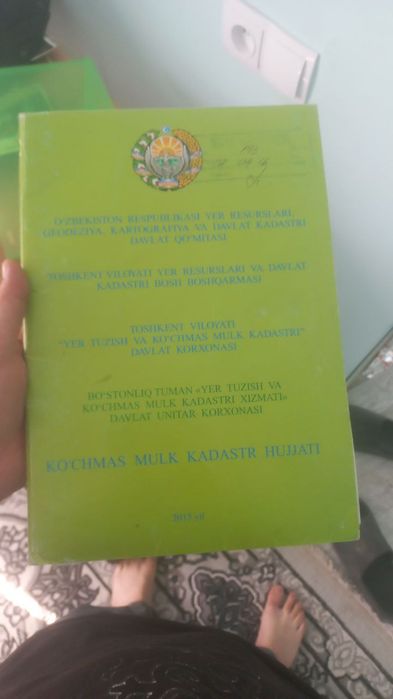 O'ZBEKISTON RESPUBLIKASI YER RESURSLARI,
GEODEZIYA, KARTOGRAFIYA VA DAVLAT KADASTRI
DAVLAT QO'MITASI
TOSHKENT VILOYATI YER RESURSLARI VA DAVLAT
KADASTRI BOSH BOSHQARMASI
TOSHKENT VILOYATI
"YER TUZISH VA KO'CHMAS MULK KADASTRI"
DAVLAT KORXONASI
BO'STONLIQ TUMAN «YER TUZISH VA
KO'CHMAS MULK KADASTRI XIZMATI»
DAVLAT UNITAR KORXONASI
KO'CHMAS MULK KADASTR HUJJATI
2015 yil